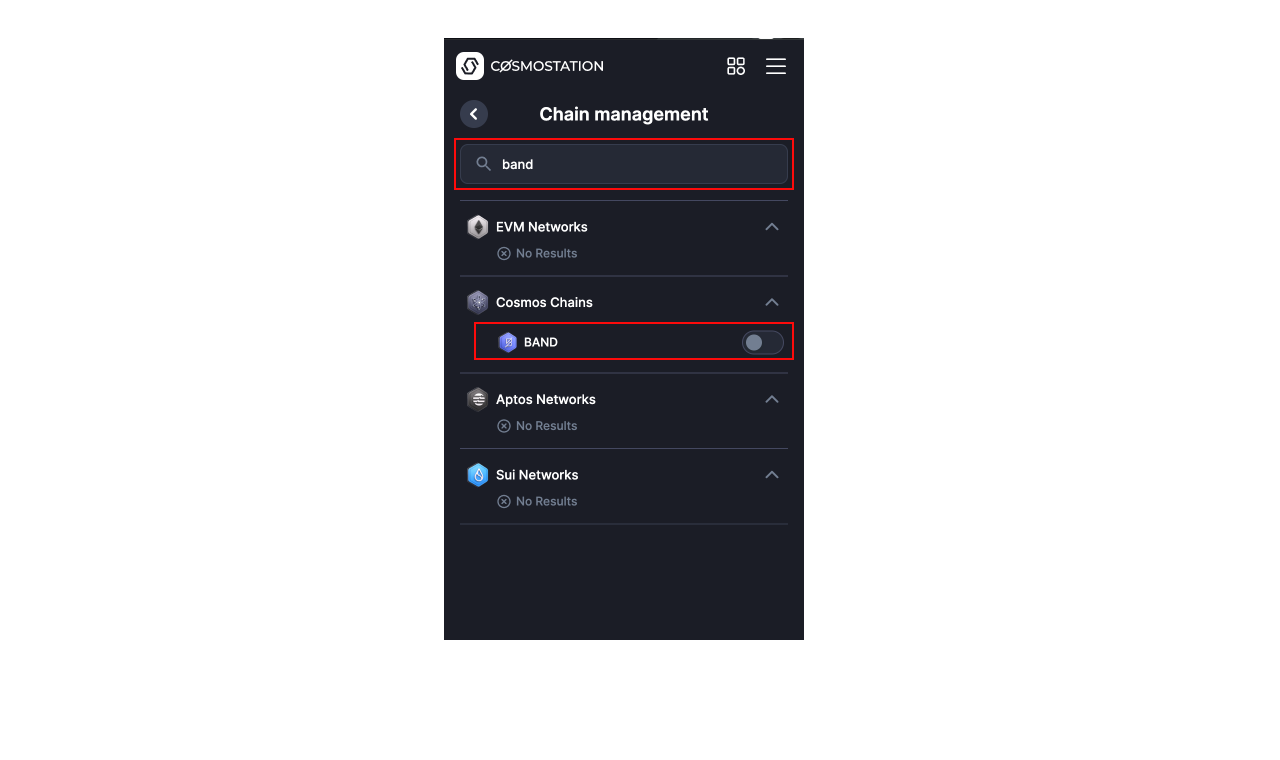 CØSMOSTATION
Chain management
band
EVM Networks
No Results
Cosmos Chains
BAND
Aptos Networks
No Results
Sui Networks
No Results